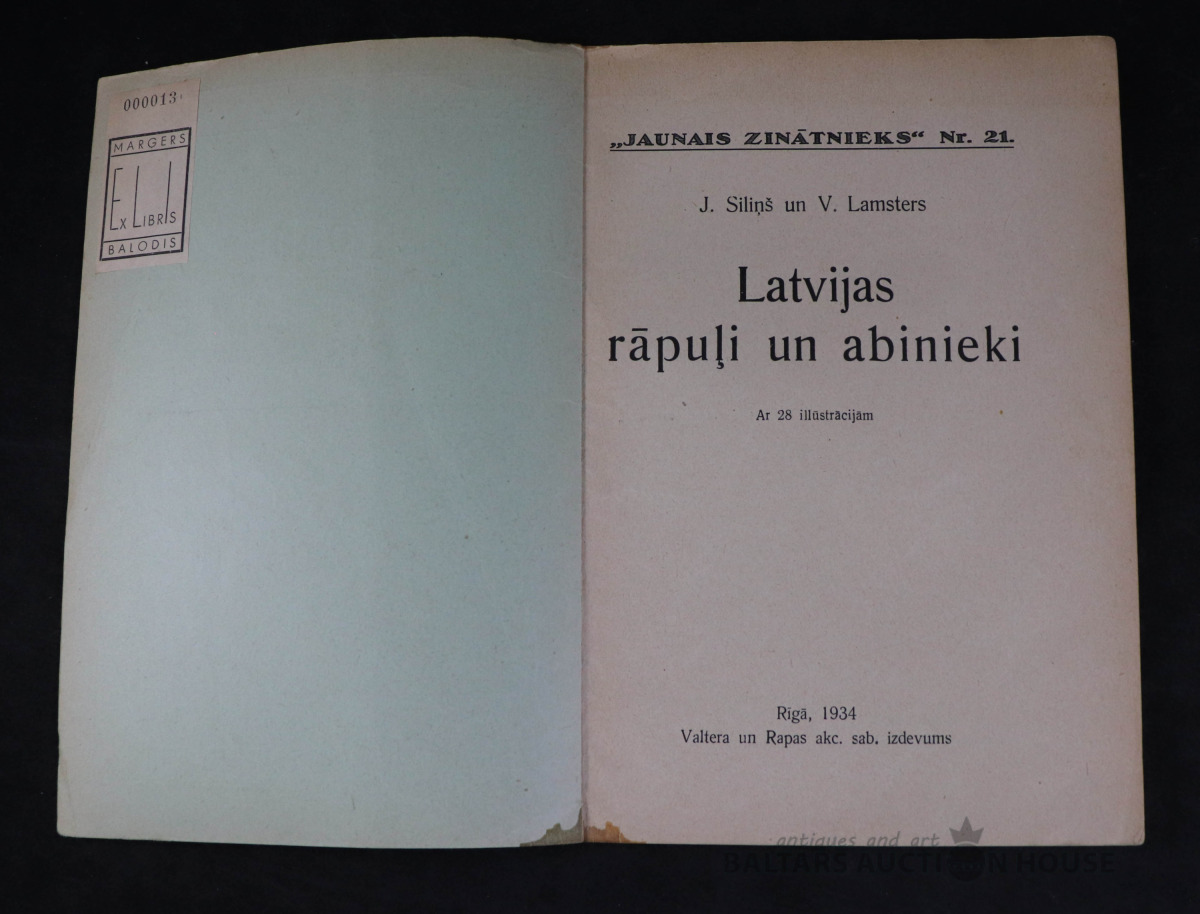 000013
MARGERS
EX LIBRIS
BALODIS
„JAUNAIS ZINĀTNIEKS“ Nr. 21.
J. Siliņš un V. Lamsters
Latvijas
rāpuļi un abinieki
Ar 28 illūstrācijām
Rīgā, 1934
Valtera un Rapas akc. sab. izdevums
antiques and art
BALTARS AUCTION HOUSE